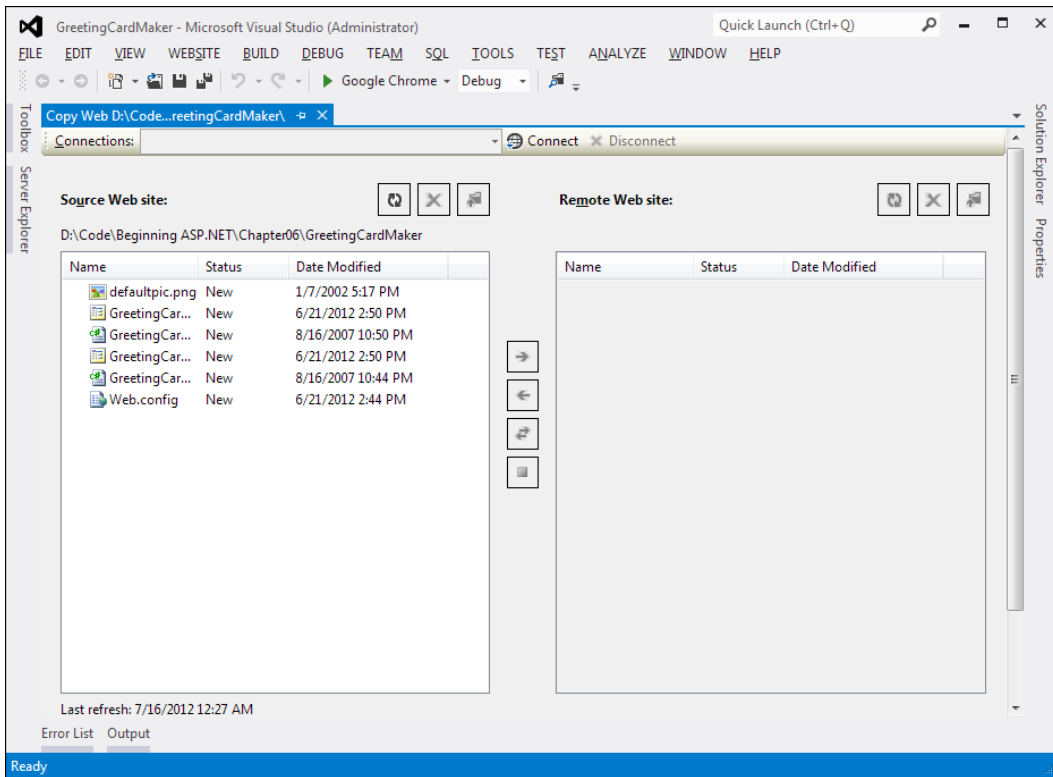 GreetingCardMaker - Microsoft Visual Studio (Administrator) Quick Launch (Ctrl+Q)
FILE EDIT VIEW WEBSITE BUILD DEBUG TEAM SQL TOOLS TEST ANALYZE WINDOW HELP
Google Chrome Debug
Toolbox
Server Explorer
Copy Web D:\Code...reetingCardMaker\
Connections: Connect Disconnect
Source Web site:
D:\Code\Beginning ASP.NET\Chapter06\GreetingCardMaker
Name Status Date Modified
defaultpic.png New 1/7/2002 5:17 PM
GreetingCar... New 6/21/2012 2:50 PM
GreetingCar... New 8/16/2007 10:50 PM
GreetingCar... New 6/21/2012 2:50 PM
GreetingCar... New 8/16/2007 10:44 PM
Web.config New 6/21/2012 2:44 PM
Last refresh: 7/16/2012 12:27 AM
Remote Web site:
Name Status Date Modified
Solution Explorer
Properties
Error List Output
Ready